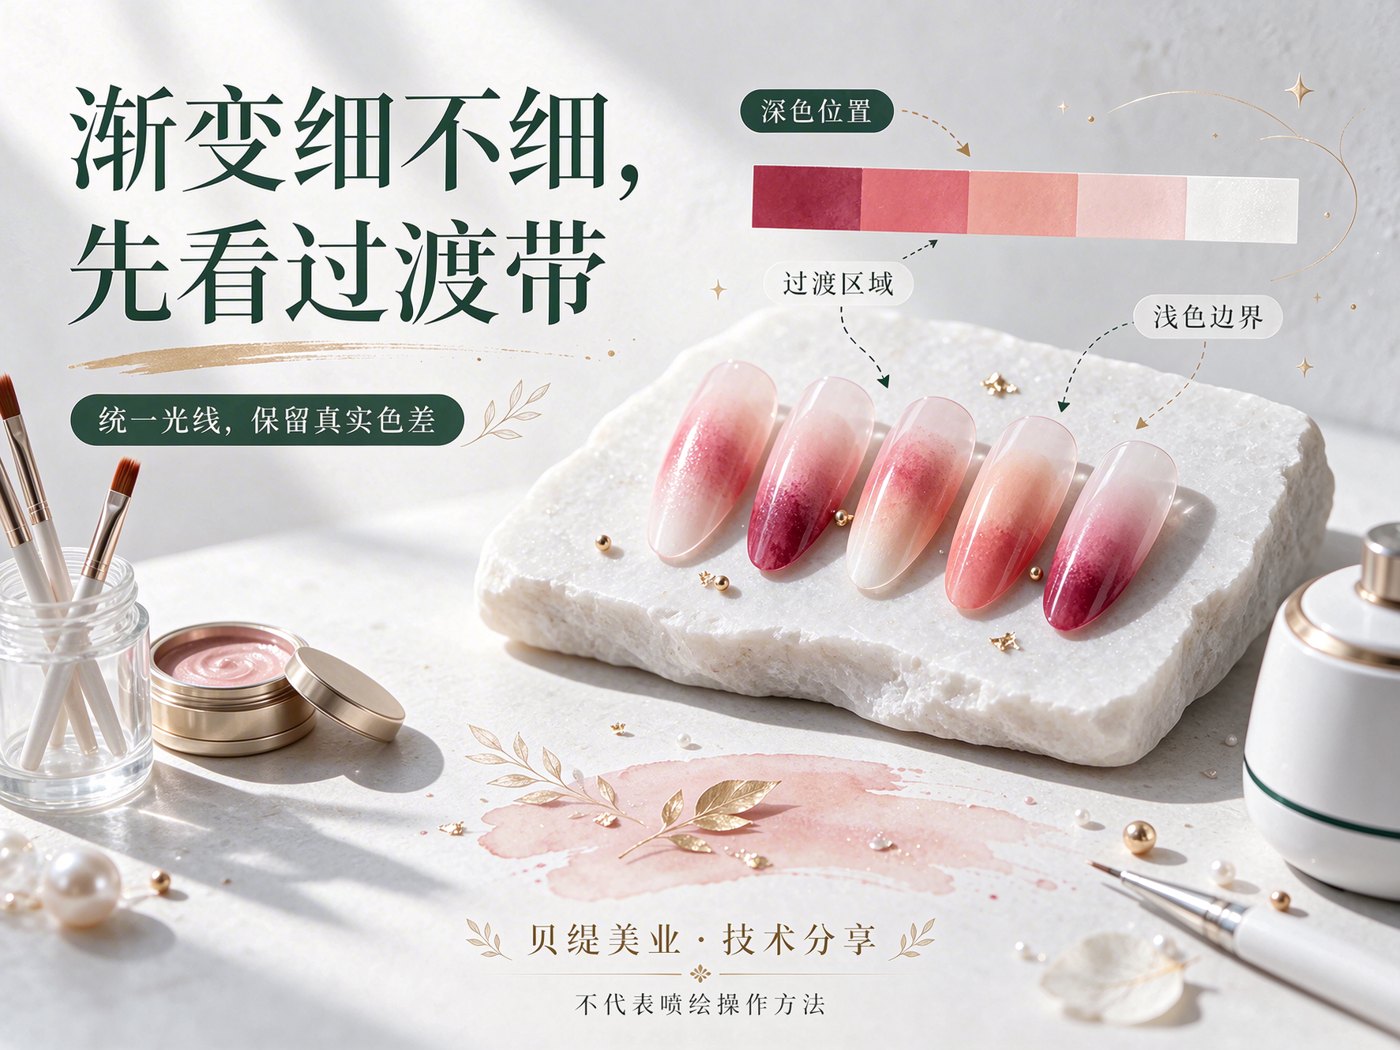 渐变细不细，
先看过渡带
统一光线，保留真实色差
深色位置
过渡区域
浅色边界
贝缇美业·技术分享
不代表喷绘操作方法